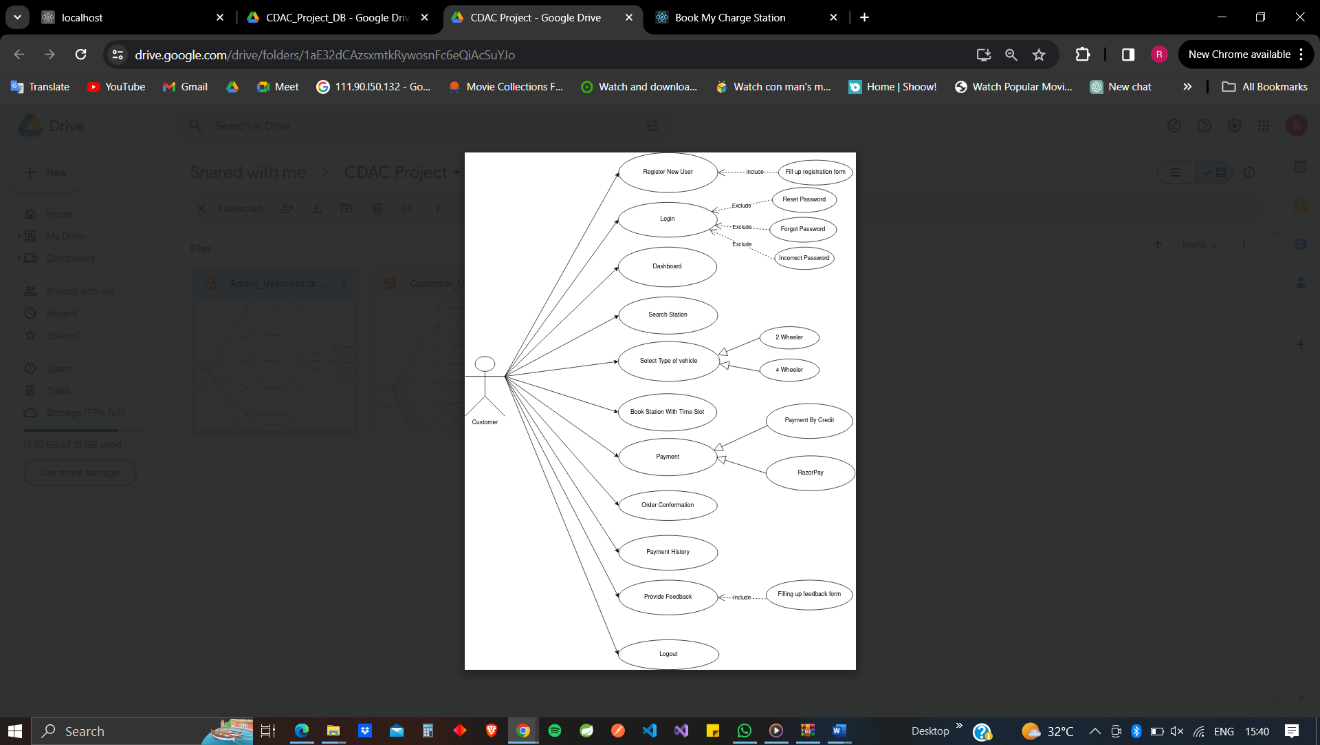 localhost
CDAC_Project_DB - Google Driv
CDAC Project - Google Drive
Book My Charge Station
drive.google.com/drive/folders/1aE32dCAzsxmtkRywosnFc6eQiAcSuYJo
R
New Chrome available
Translate
YouTube
Gmail
Meet
111.90.l50.132 - Go...
Movie Collections F...
Watch and downloa...
Watch con man's m...
Home | Shoow!
Watch Popular Movi...
New chat
All Bookmarks
Drive
Search in Drive
R
New
Shared with me
CDAC Project
1 selected
Home
My Drive
Computers
Files
Name
Shared with me
Recent
Starred
Admin_Usercase.dr...
Customer_U
Spam
Trash
Storage (79% full)
11.92 GB of 15 GB used
Get more storage
Register New User
Include
Fill up registration form
Reset Password
Exclude
Login
Exclude
Forgot Password
Exclude
Incorrect Password
Dashboard
Search Station
2 Wheeler
Select Type of vehicle
4 Wheeler
Book Station With Time Slot
Payment By Credit
Customer
Payment
RazorPay
Order Conformation
Payment History
Provide Feedback
include
Filling up feedback form
Logout
Search
Desktop
32°C
ENG
15:40